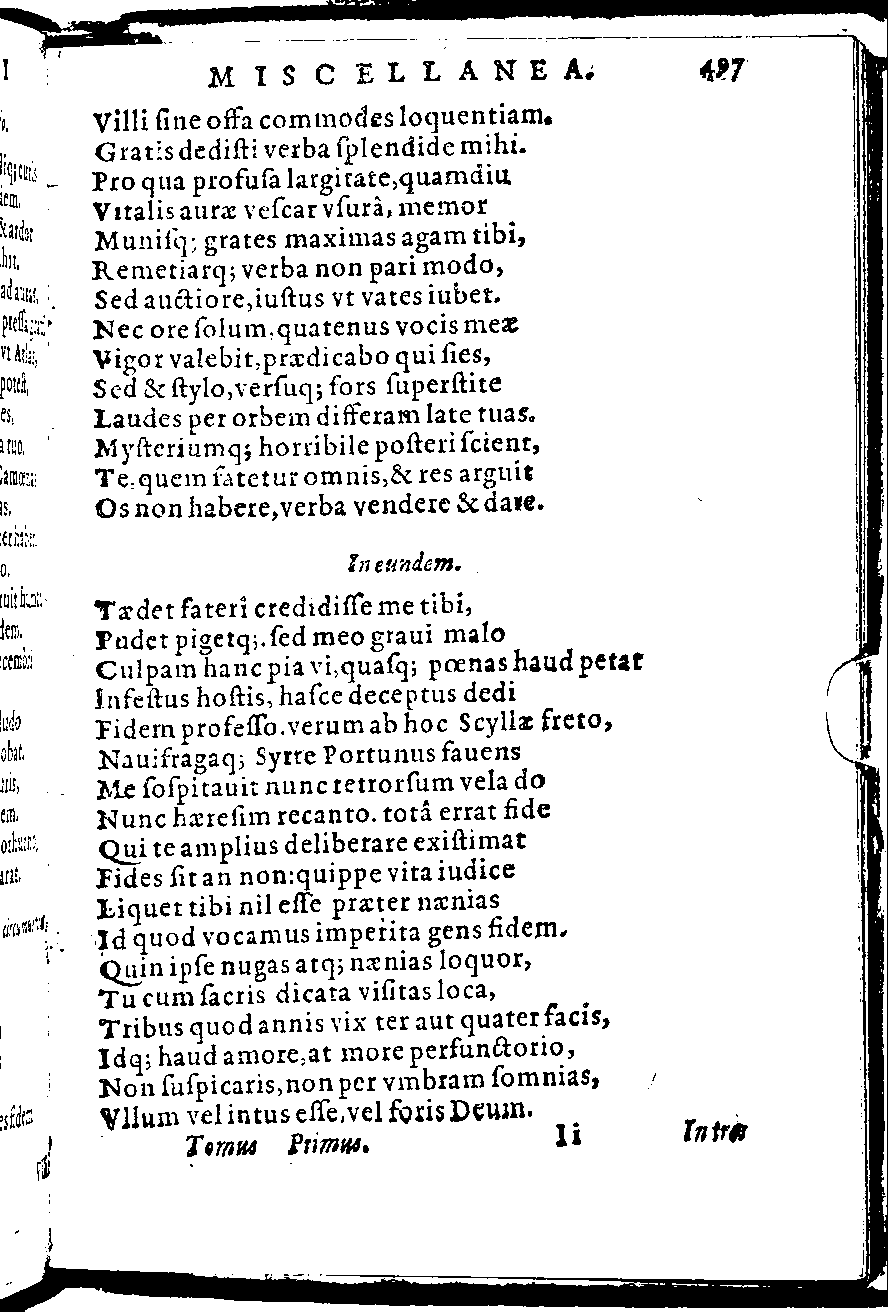 MISCELLANEA. 497
Villi ſine offa commodes loquentiam.
Gratis dediſti verba ſplendide mihi.
Pro qua profuſa largitate,quamdiu
Vitalis auræ veſcar vſurâ, memor
Muniſq; grates maximas agam tibi,
Remetiarq; verba non pari modo,
Sed auctiore,iuſtus vt vates iubet.
Nec ore ſolum,quatenus vocis meæ
Vigor valebit,prædicabo qui ſies,
Sed & ſtylo,verſuq; fors ſuperſtite
Laudes per orbem differam late tuas.
Myſteriumq; horribile poſteri ſcient,
Te,quem fatetur omnis,& res arguit
Os non habere,verba vendere & dare.
In eundem.
Tædet fateri credidiſſe me tibi,
Pudet pigetq;.ſed meo graui malo
Culpam hanc piavi,quaſq; pœnas haud petat
Infeſtus hoſtis, haſce deceptus dedi
Fidem profeſſo.verum ab hoc Scyllæ freto,
Nauifragaq; Syrte Portunus fauens
Me ſoſpitauit nunc retrorſum vela do
Nunc hæreſim recanto. totâ errat fide
Qui te amplius deliberare exiſtimat
Fides ſit an non:quippe vita iudice
Liquet tibi nil eſſe præter nænias
Id quod vocamus imperita gens fidem.
Quin ipſe nugas atq; nænias loquor,
Tu cum ſacris dicata viſitas loca,
Tribus quod annis vix ter aut quater facis,
Idq; haud amore,at more perfunctorio,
Non ſuſpicaris,non per vmbram ſomnias,
Vllum vel intus eſſe,vel foris Deum.
Tomus Primus. Ii Intras